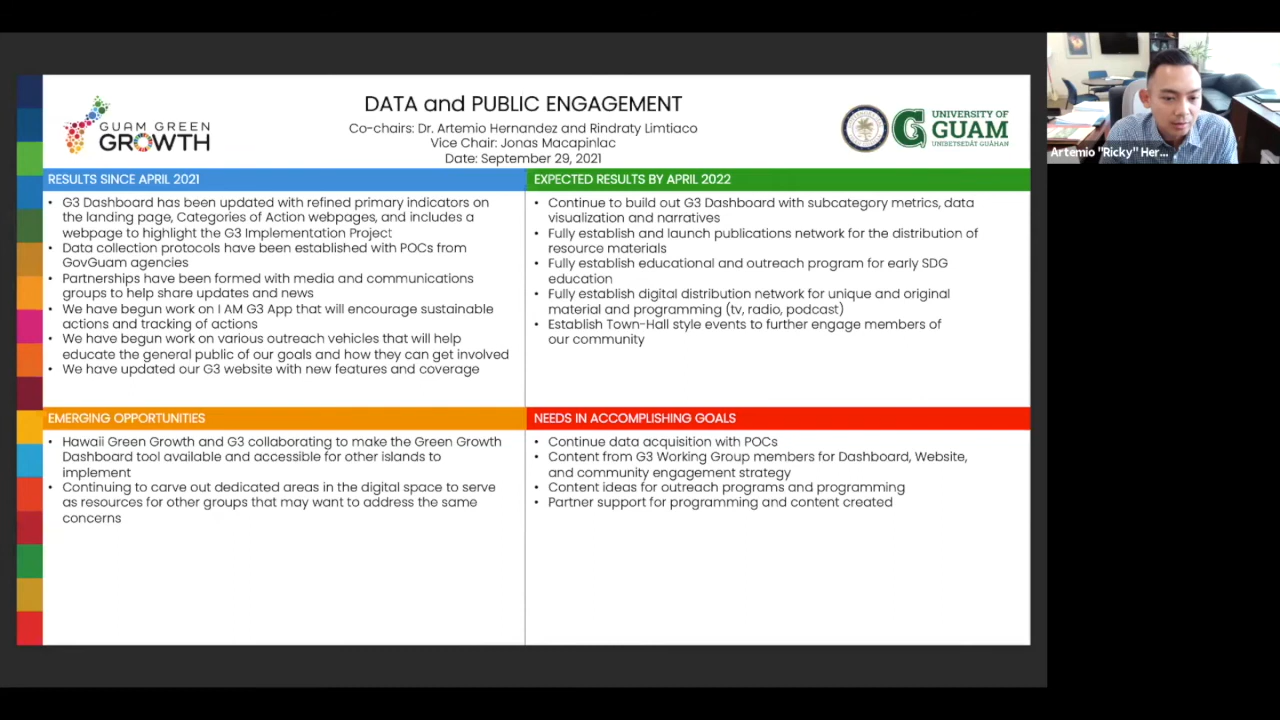 GUAM GREEN
GROWTH
DATA and PUBLIC ENGAGEMENT
Co-chairs: Dr. Artemio Hernandez and Rindraty Limtiaco
Vice Chair: Jonas Macapinlac
Date: September 29, 2021
UNIVERSITY OF
GUAM
UNIBETSEDÅT GUÅHAN
Artemio "Ricky" Her...
RESULTS SINCE APRIL 2021
• G3 Dashboard has been updated with refined primary indicators on
the landing page, Categories of Action webpages, and includes a
webpage to highlight the G3 Implementation Project
• Data collection protocols have been established with POCs from
GovGuam agencies
• Partnerships have been formed with media and communications
groups to help share updates and news
• We have begun work on I AM G3 App that will encourage sustainable
actions and tracking of actions
• We have begun work on various outreach vehicles that will help
educate the general public of our goals and how they can get involved
• We have updated our G3 website with new features and coverage
EXPECTED RESULTS BY APRIL 2022
• Continue to build out G3 Dashboard with subcategory metrics, data
visualization and narratives
• Fully establish and launch publications network for the distribution of
resource materials
• Fully establish educational and outreach program for early SDG
education
• Fully establish digital distribution network for unique and original
material and programming (tv, radio, podcast)
• Establish Town-Hall style events to further engage members of
our community
EMERGING OPPORTUNITIES
• Hawaii Green Growth and G3 collaborating to make the Green Growth
Dashboard tool available and accessible for other islands to
implement
• Continuing to carve out dedicated areas in the digital space to serve
as resources for other groups that may want to address the same
concerns
NEEDS IN ACCOMPLISHING GOALS
• Continue data acquisition with POCs
• Content from G3 Working Group members for Dashboard, Website,
and community engagement strategy
• Content ideas for outreach programs and programming
• Partner support for programming and content created